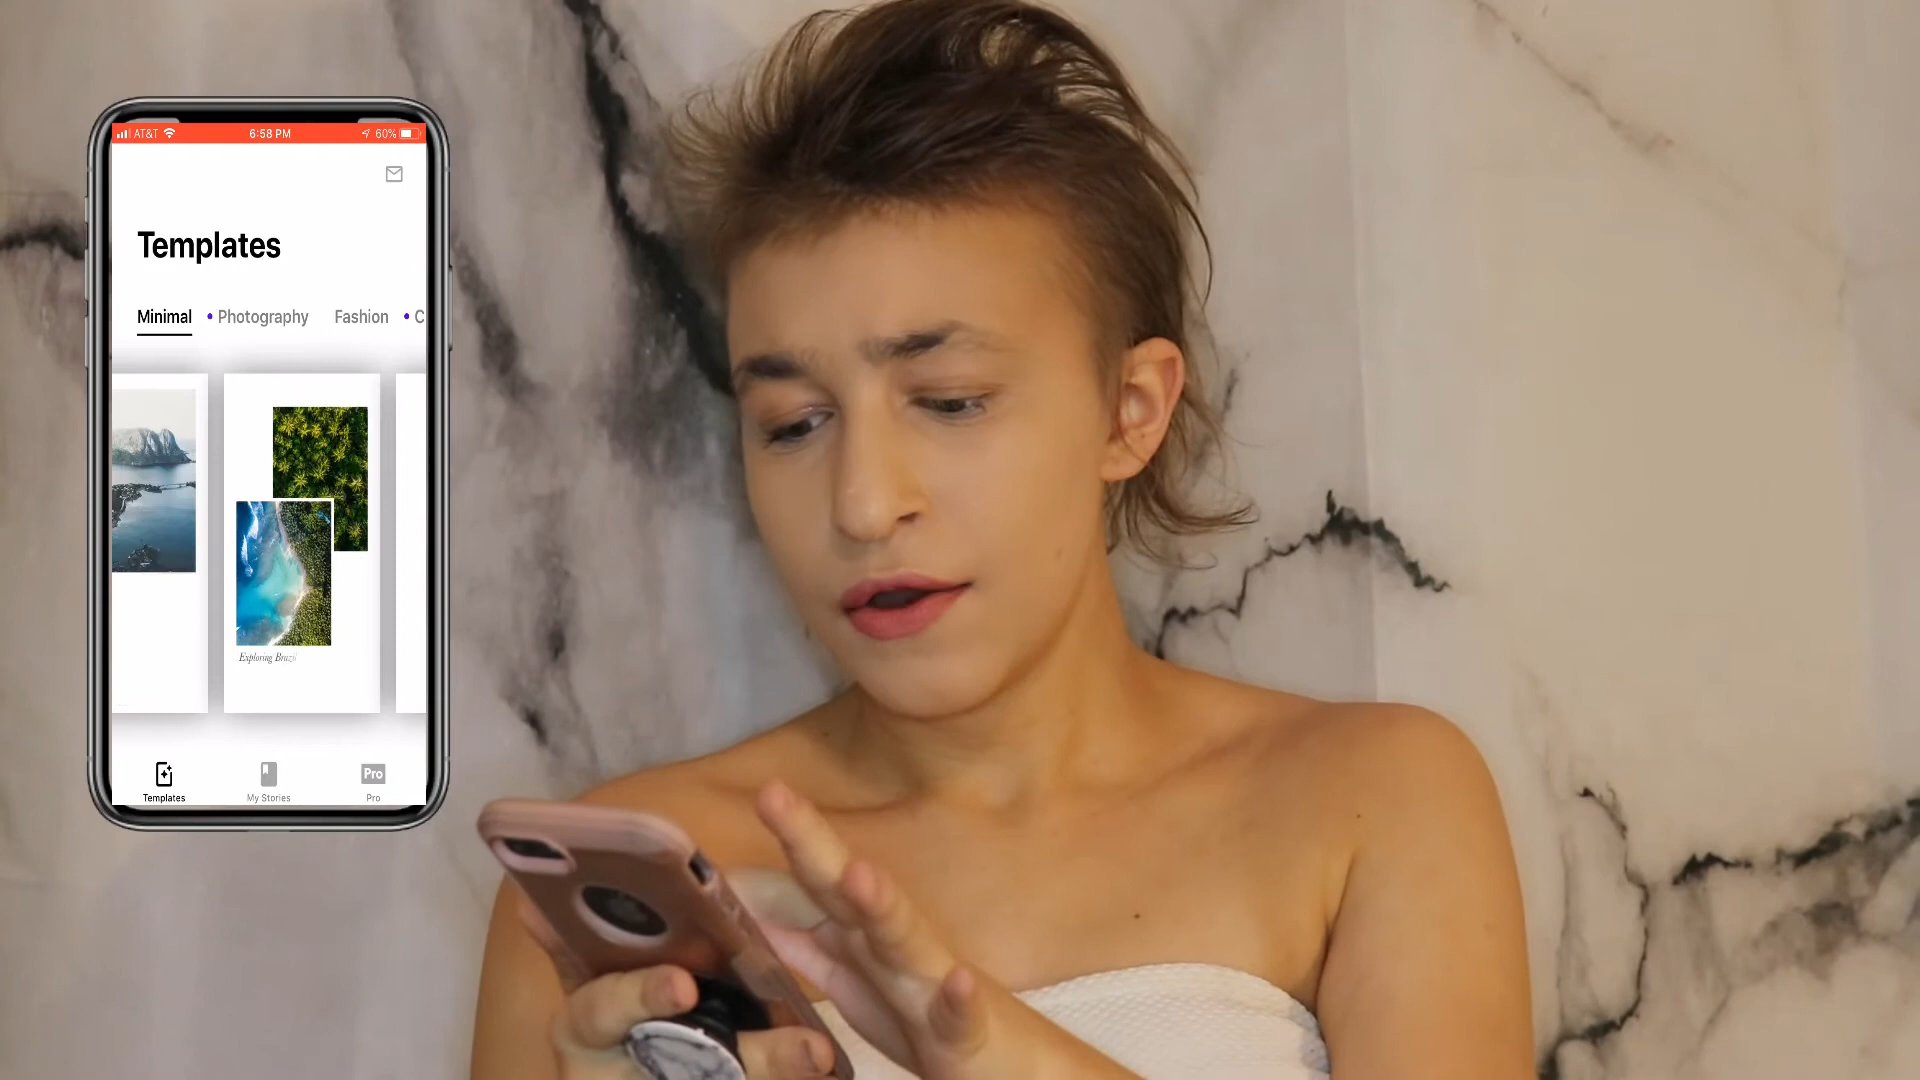 AT&T 6:58 PM 60%
Templates
Minimal • Photography Fashion • C
Exploring Brazil
Templates My Stories Pro
Pro